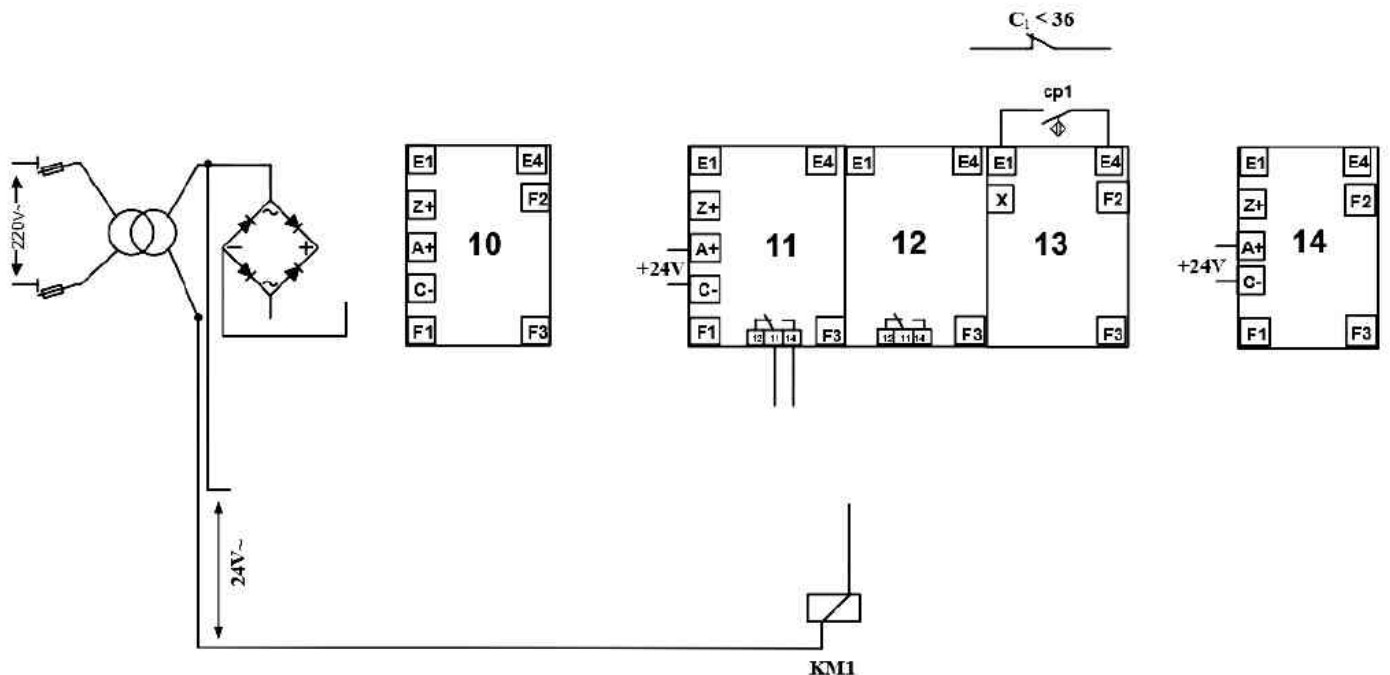 C₁ < 36
cp1
E1 E4 E1 E4 E1 E4 E1 E4 E1 E4
Z+ F2 Z+ X F2 Z+ F2
220V~
A+ 10 A+ 11 12 13 A+ 14
+24V +24V
C- C- C-
F1 F3 F1 12 11 14 F3 12 11 14 F3 F3 F1 F3
24V~
KM1